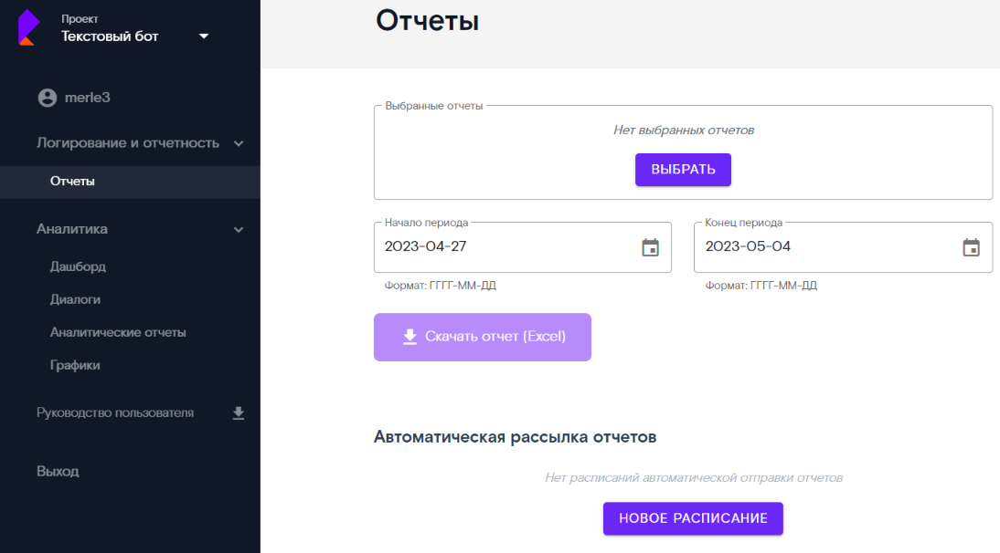 Проект
Текстовый бот
merle3
Логирование и отчетность
Отчеты
Аналитика
Дашборд
Диалоги
Аналитические отчеты
Графики
Руководство пользователя
Выход
Отчеты
Выбранные отчеты
Нет выбранных отчетов
ВЫБРАТЬ
Начало периода
2023-04-27
Формат: ГГГГ-ММ-ДД
Конец периода
2023-05-04
Формат: ГГГГ-ММ-ДД
Скачать отчет (Excel)
Автоматическая рассылка отчетов
Нет расписаний автоматической отправки отчетов
НОВОЕ РАСПИСАНИЕ